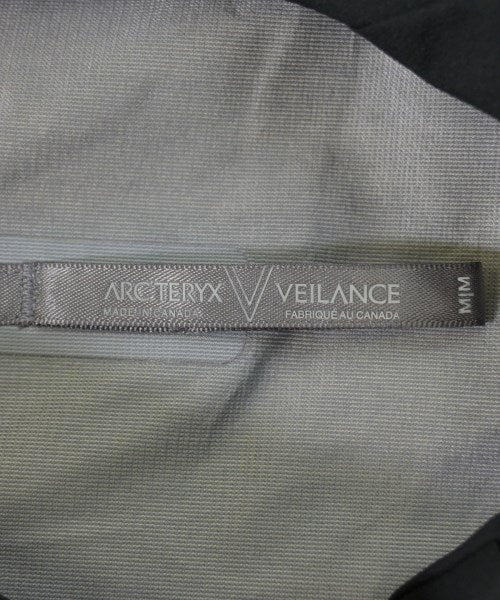 ARC'TERYX V VEILANCE
MADE IN CANADA FABRIQUÉ AU CANADA
M|M